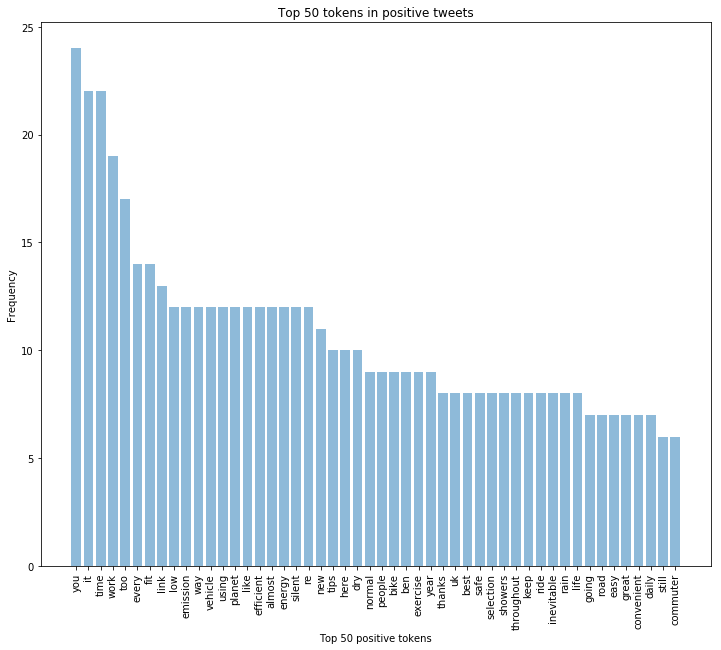 Top 50 tokens in positive tweets
25
20
15
10
5
0
Frequency
you
it
time
work
too
every
fit
link
low
emission
way
vehicle
using
planet
like
efficient
almost
energy
silent
re
new
tips
here
dry
normal
people
bike
ben
exercise
year
thanks
uk
best
safe
selection
showers
throughout
keep
ride
inevitable
rain
life
going
road
easy
great
convenient
daily
still
commuter
Top 50 positive tokens